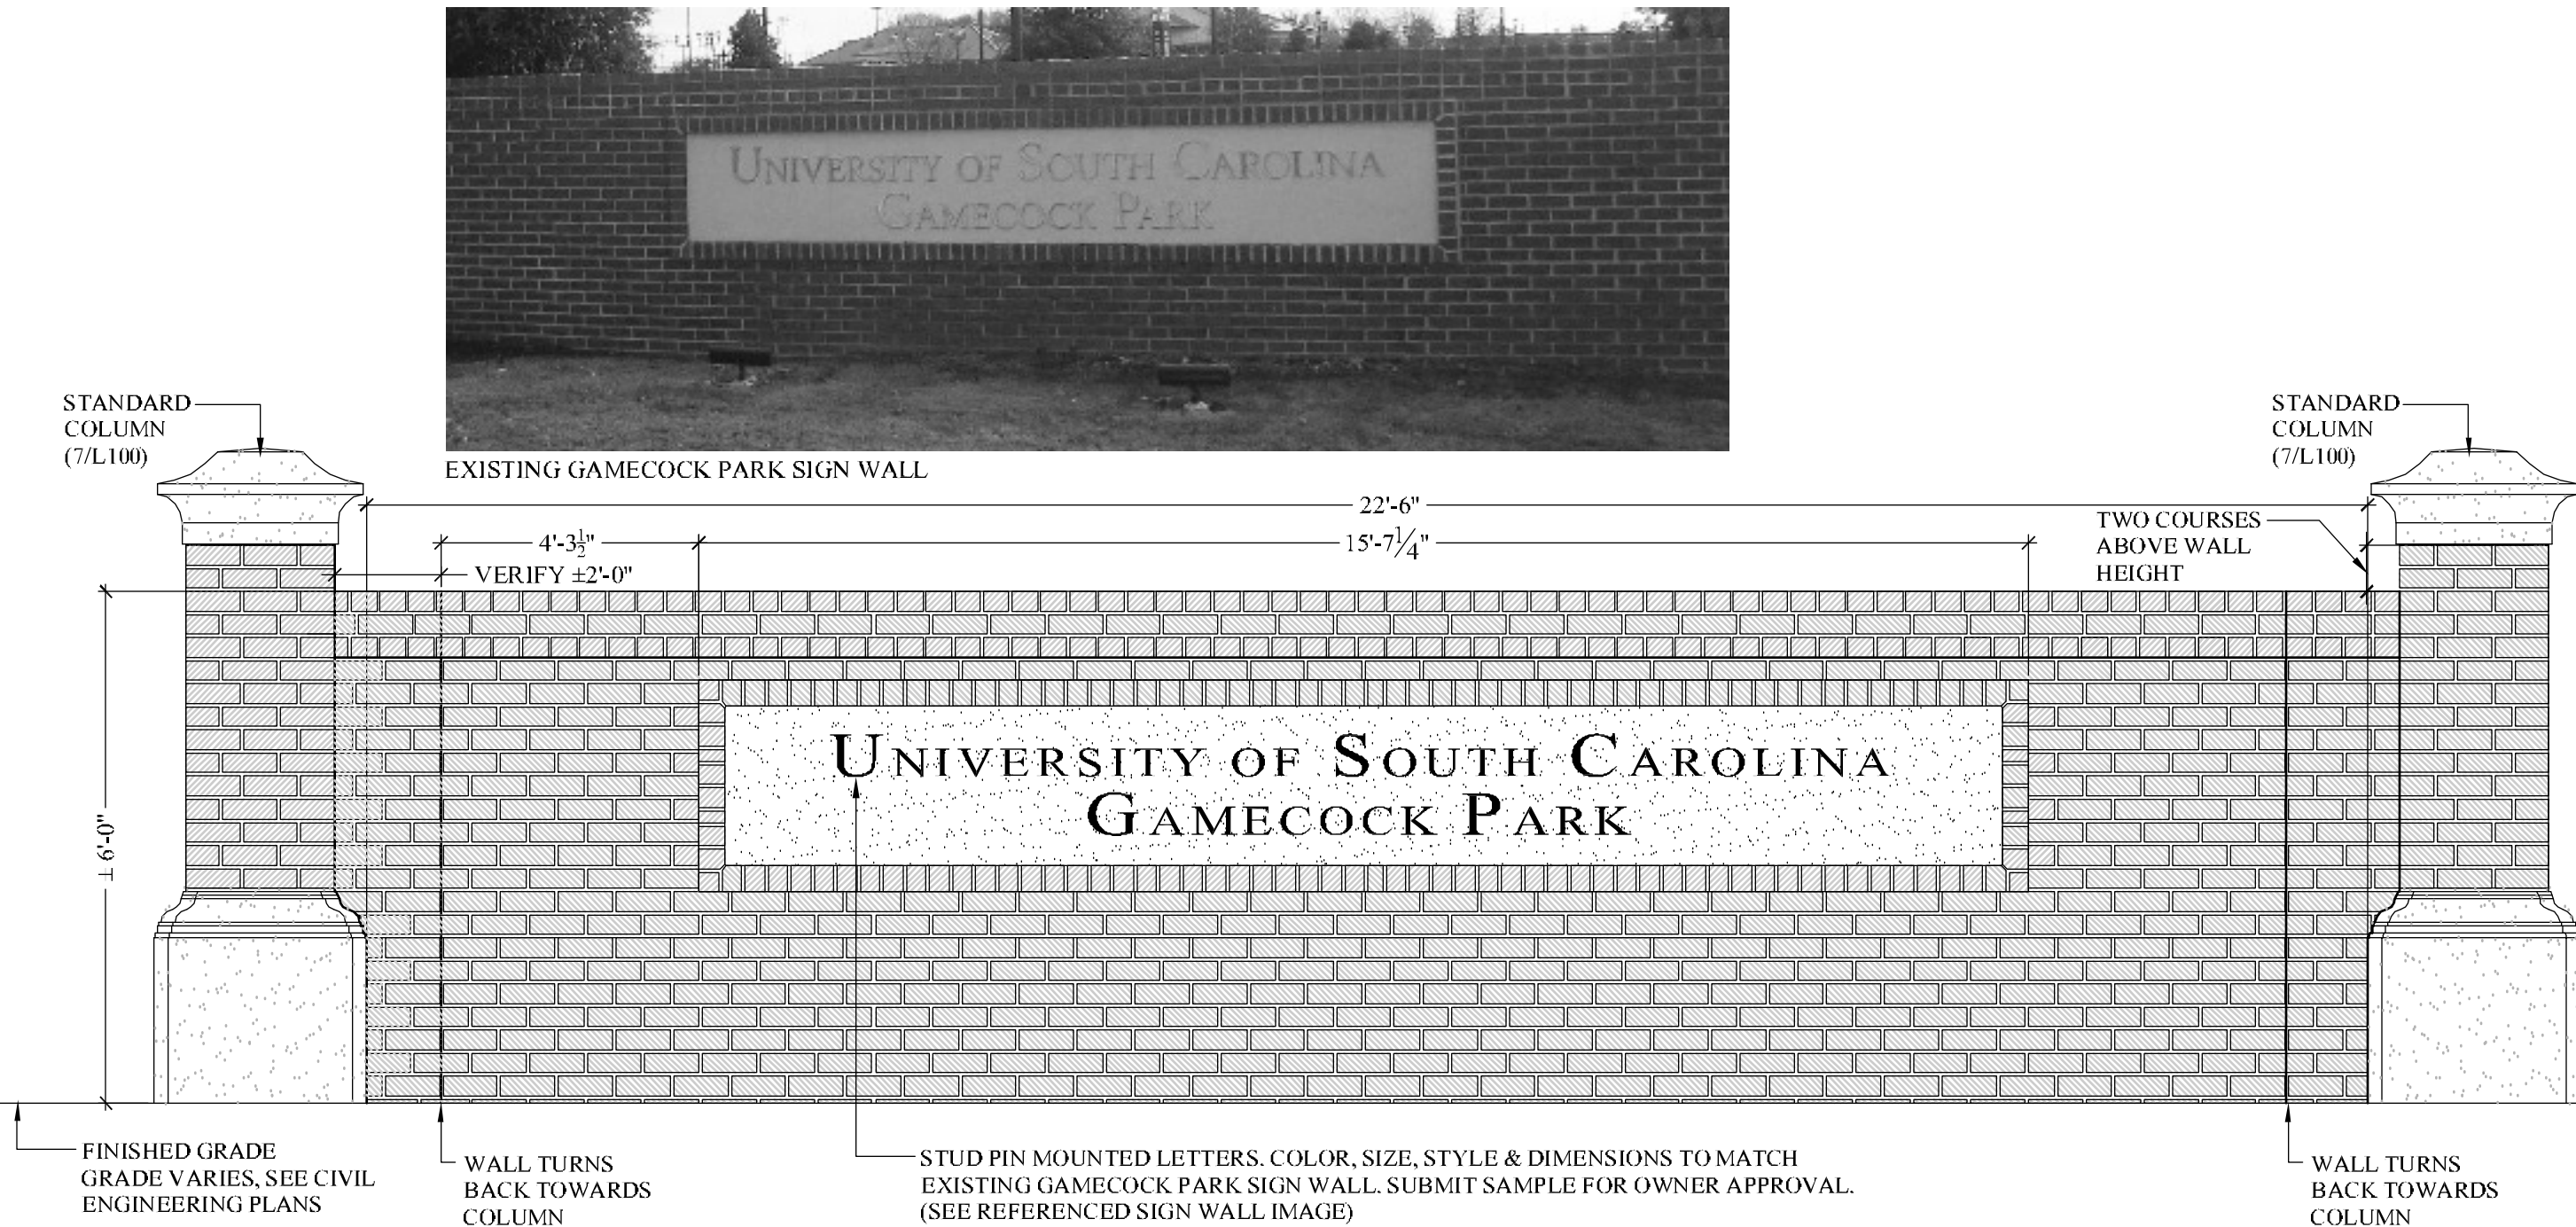 UNIVERSITY OF SOUTH CAROLINA
GAMECOCK PARK
EXISTING GAMECOCK PARK SIGN WALL
STANDARD
COLUMN
(7/L100)
STANDARD
COLUMN
(7/L100)
22'-6"
4'-3½"
15'-7¼"
VERIFY ±2'-0"
TWO COURSES
ABOVE WALL
HEIGHT
± 6'-0"
UNIVERSITY OF SOUTH CAROLINA
GAMECOCK PARK
FINISHED GRADE
GRADE VARIES, SEE CIVIL
ENGINEERING PLANS
WALL TURNS
BACK TOWARDS
COLUMN
STUD PIN MOUNTED LETTERS. COLOR, SIZE, STYLE & DIMENSIONS TO MATCH
EXISTING GAMECOCK PARK SIGN WALL. SUBMIT SAMPLE FOR OWNER APPROVAL.
(SEE REFERENCED SIGN WALL IMAGE)
WALL TURNS
BACK TOWARDS
COLUMN